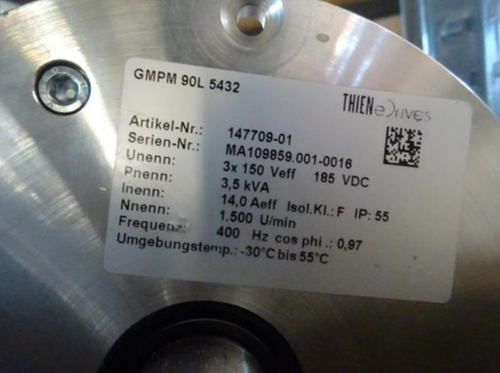 GMPM 90L 5432
THIENeDrives
Artikel-Nr.: 147709-01
Serien-Nr.: MA109859.001-0016
Unenn: 3x 150 Veff 185 VDC
Pnenn: 3,5 kVA
Inenn: 14,0 Aeff Isol.Kl.: F IP: 55
Nnenn: 1.500 U/min
Frequenz: 400 Hz cos phi.: 0,97
Umgebungstemp.: -30°C bis 55°C